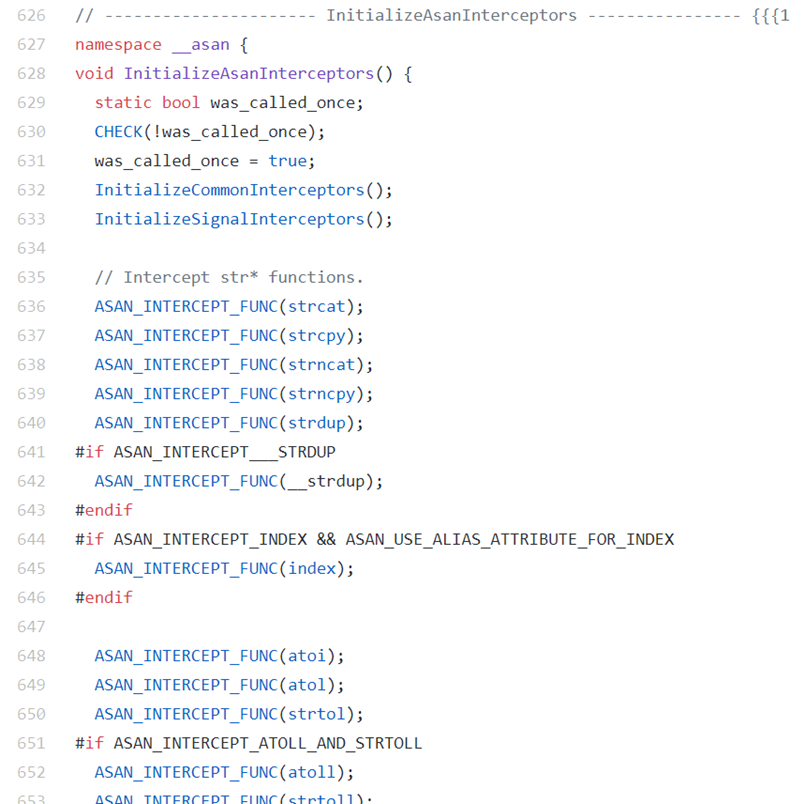 626 // ---------------------- InitializeAsanInterceptors ---------------- {{{1
627 namespace __asan {
628 void InitializeAsanInterceptors() {
629 static bool was_called_once;
630 CHECK(!was_called_once);
631 was_called_once = true;
632 InitializeCommonInterceptors();
633 InitializeSignalInterceptors();
634
635 // Intercept str* functions.
636 ASAN_INTERCEPT_FUNC(strcat);
637 ASAN_INTERCEPT_FUNC(strcpy);
638 ASAN_INTERCEPT_FUNC(strncat);
639 ASAN_INTERCEPT_FUNC(strncpy);
640 ASAN_INTERCEPT_FUNC(strdup);
641 #if ASAN_INTERCEPT___STRDUP
642 ASAN_INTERCEPT_FUNC(__strdup);
643 #endif
644 #if ASAN_INTERCEPT_INDEX && ASAN_USE_ALIAS_ATTRIBUTE_FOR_INDEX
645 ASAN_INTERCEPT_FUNC(index);
646 #endif
647
648 ASAN_INTERCEPT_FUNC(atoi);
649 ASAN_INTERCEPT_FUNC(atol);
650 ASAN_INTERCEPT_FUNC(strtol);
651 #if ASAN_INTERCEPT_ATOLL_AND_STRTOLL
652 ASAN_INTERCEPT_FUNC(atoll);
653 ASAN_INTERCEPT_FUNC(strtoll);